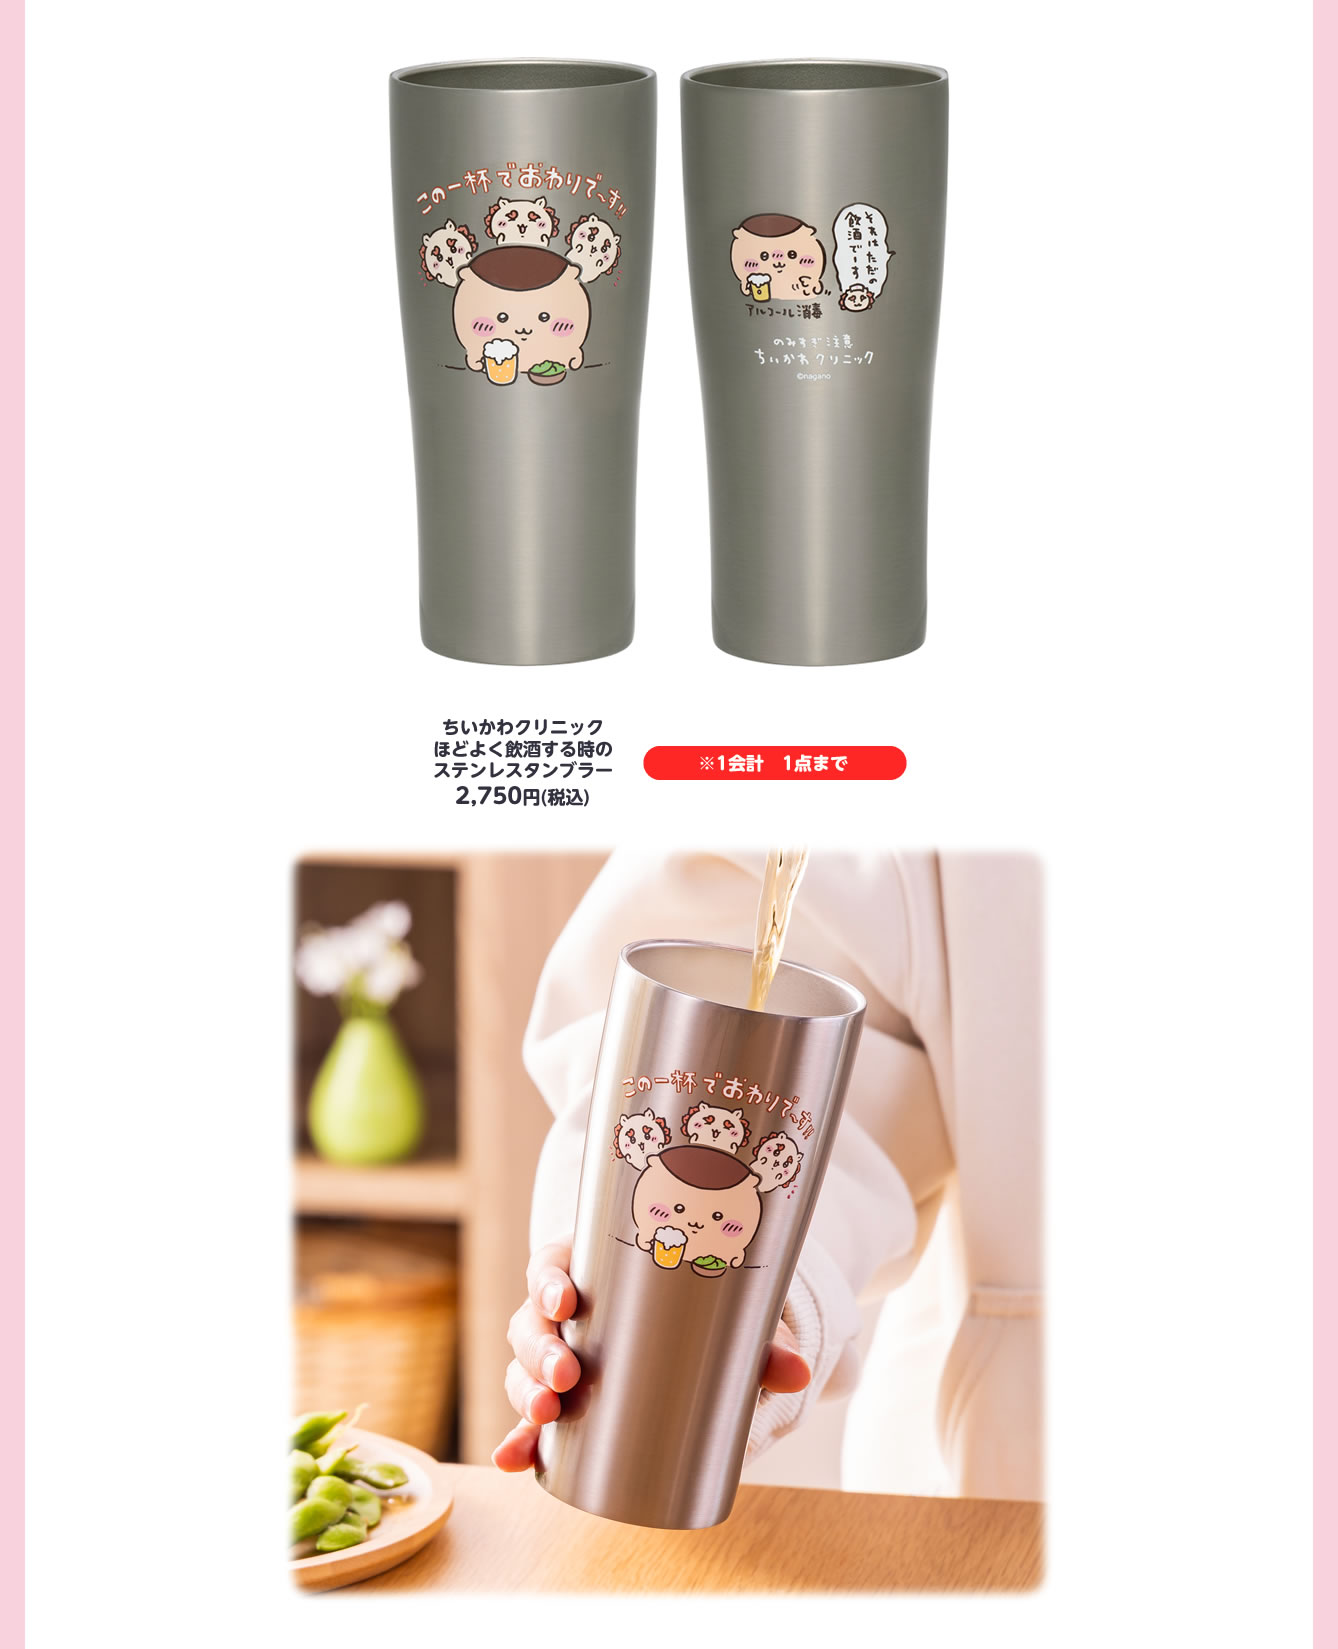 この一杯でおわりで〜す!!
それはただの
飲酒でーす
アルコール消毒
のみすぎ注意
ちいかわクリニック
©nagano
ちいかわクリニック
ほどよく飲酒する時の
ステンレスタンブラー
2,750円(税込)
※1会計 1点まで
この一杯でおわりで〜す!!